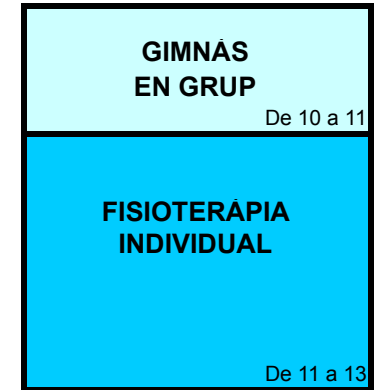 GIMNÀS
EN GRUP
De 10 a 11
FISIOTERÀPIA
INDIVIDUAL
De 11 a 13